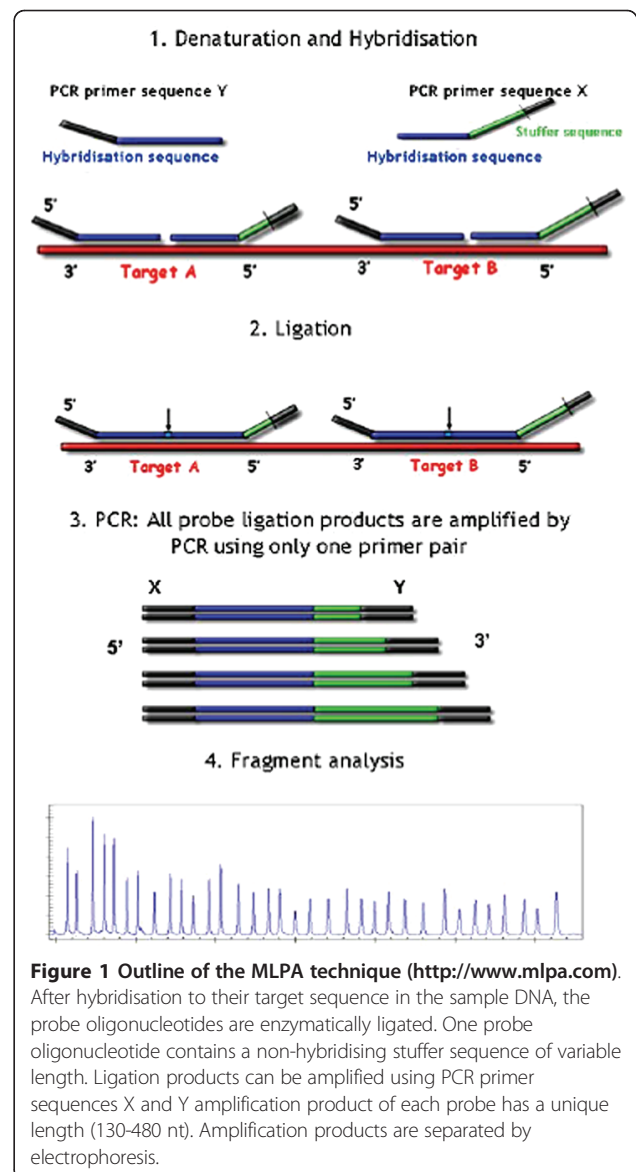 1. Denaturation and Hybridisation
PCR primer sequence Y
PCR primer sequence X
Stuffer sequence
Hybridisation sequence
Hybridisation sequence
5'
5'
3'
Target A
5'
3'
Target B
5'
2. Ligation
5'
5'
3'
Target A
5'
3'
Target B
5'
3. PCR: All probe ligation products are amplified by
PCR using only one primer pair
X
Y
5'
3'
4. Fragment analysis
Figure 1 Outline of the MLPA technique (http://www.mlpa.com).
After hybridisation to their target sequence in the sample DNA, the
probe oligonucleotides are enzymatically ligated. One probe
oligonucleotide contains a non-hybridising stuffer sequence of variable
length. Ligation products can be amplified using PCR primer
sequences X and Y amplification product of each probe has a unique
length (130-480 nt). Amplification products are separated by
electrophoresis.